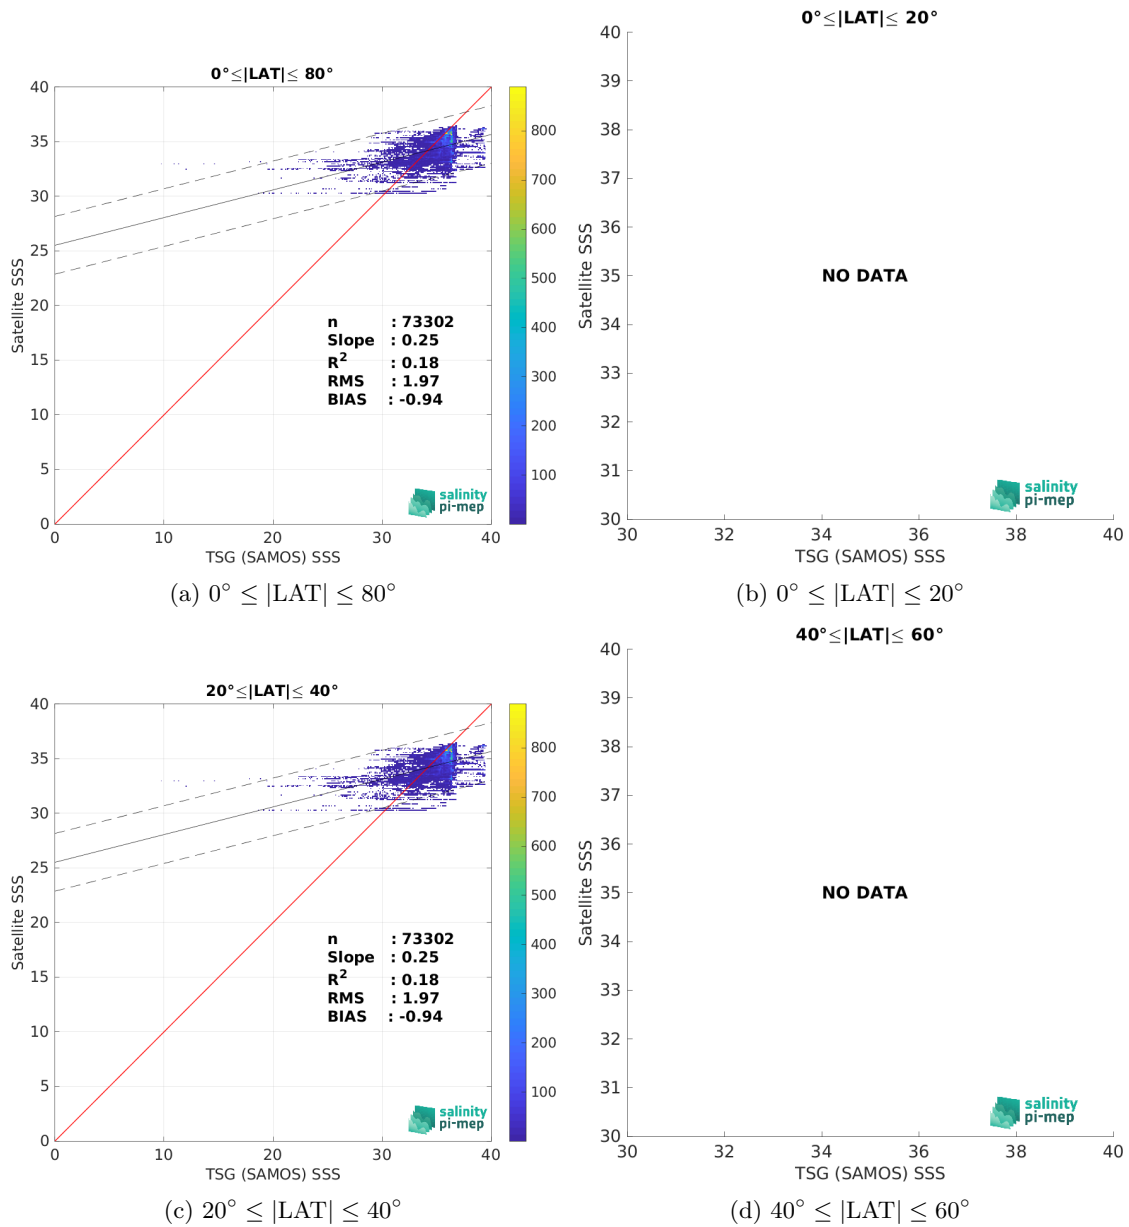 0°≤|LAT|≤ 80°
40
35
30
25
20
15
10
5
0
Satellite SSS
n : 73302
Slope : 0.25
R2 : 0.18
RMS : 1.97
BIAS : -0.94
salinity
pi-mep
0 10 20 30 40
TSG (SAMOS) SSS
800
700
600
500
400
300
200
100
(a) 0° ≤ |LAT| ≤ 80°
0°≤|LAT|≤ 20°
40
39
38
37
36
35
34
33
32
31
30
Satellite SSS
NO DATA
salinity
pi-mep
30 32 34 36 38 40
TSG (SAMOS) SSS
(b) 0° ≤ |LAT| ≤ 20°
20°≤|LAT|≤ 40°
40
35
30
25
20
15
10
5
0
Satellite SSS
n : 73302
Slope : 0.25
R2 : 0.18
RMS : 1.97
BIAS : -0.94
salinity
pi-mep
0 10 20 30 40
TSG (SAMOS) SSS
800
700
600
500
400
300
200
100
(c) 20° ≤ |LAT| ≤ 40°
40°≤|LAT|≤ 60°
40
39
38
37
36
35
34
33
32
31
30
Satellite SSS
NO DATA
salinity
pi-mep
30 32 34 36 38 40
TSG (SAMOS) SSS
(d) 40° ≤ |LAT| ≤ 60°